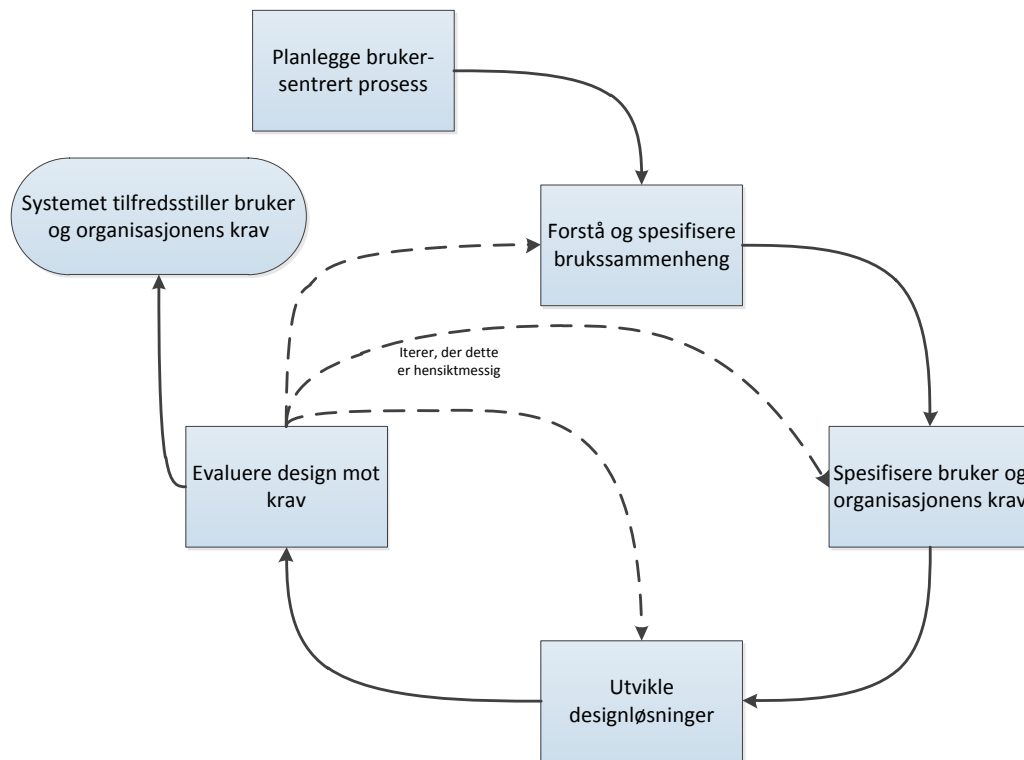 Planlegge bruker-
sentrert prosess
Systemet tilfredsstiller bruker
og organisasjonens krav
Forstå og spesifisere
brukssammenheng
Iterer, der dette
er hensiktmessig
Evaluere design mot
krav
Spesifisere bruker og
organisasjonens krav
Utvikle
designløsninger